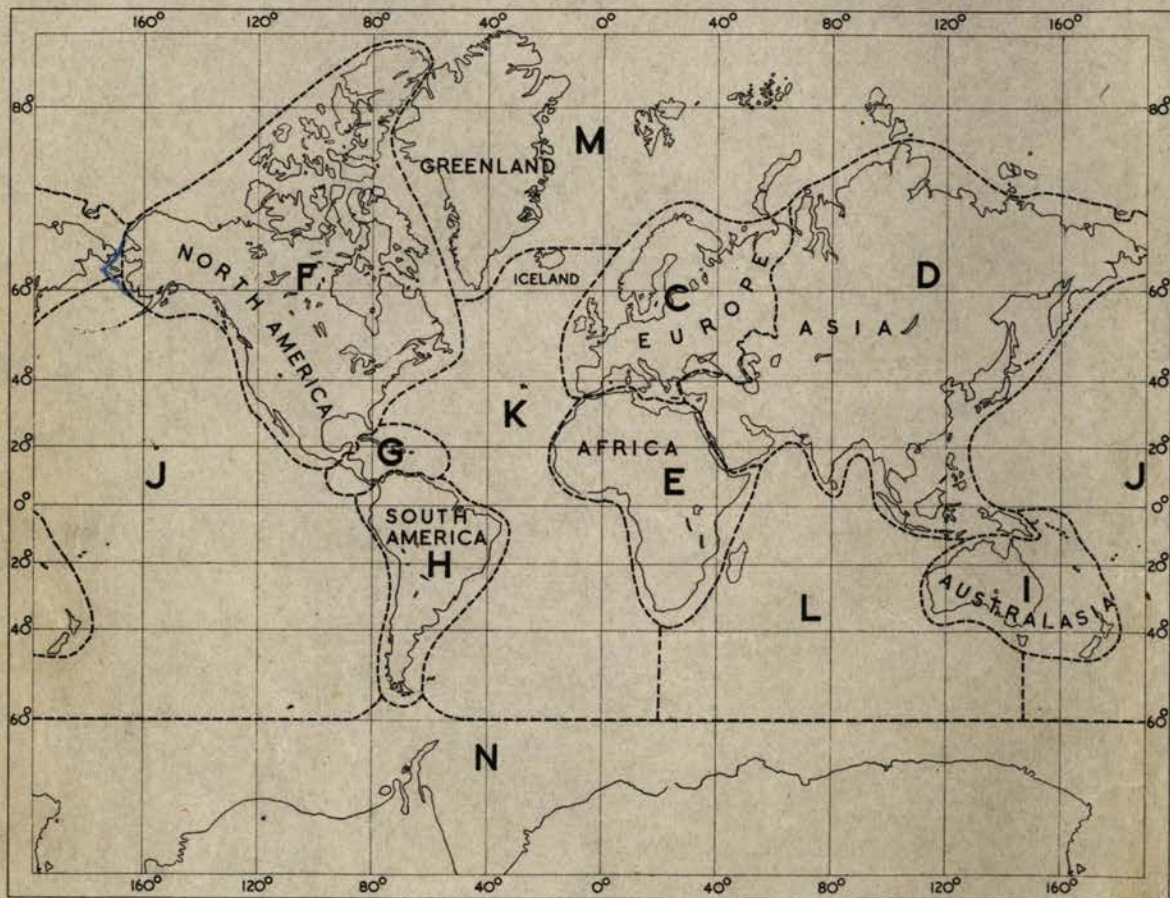 160° 120° 80° 40° 0° 40° 80° 120° 160°
80° 80°
M
GREENLAND
NORTH AMERICA
F
ICELAND
C
D
60° 60°
EUROPE
ASIA
40° 40°
K
20° AFRICA 20°
G
J E J
0° 0°
SOUTH
AMERICA
H
20° 20°
I
AUSTRALASIA
L
40° 40°
60° 60°
N
160° 120° 80° 40° 0° 40° 80° 120° 160°